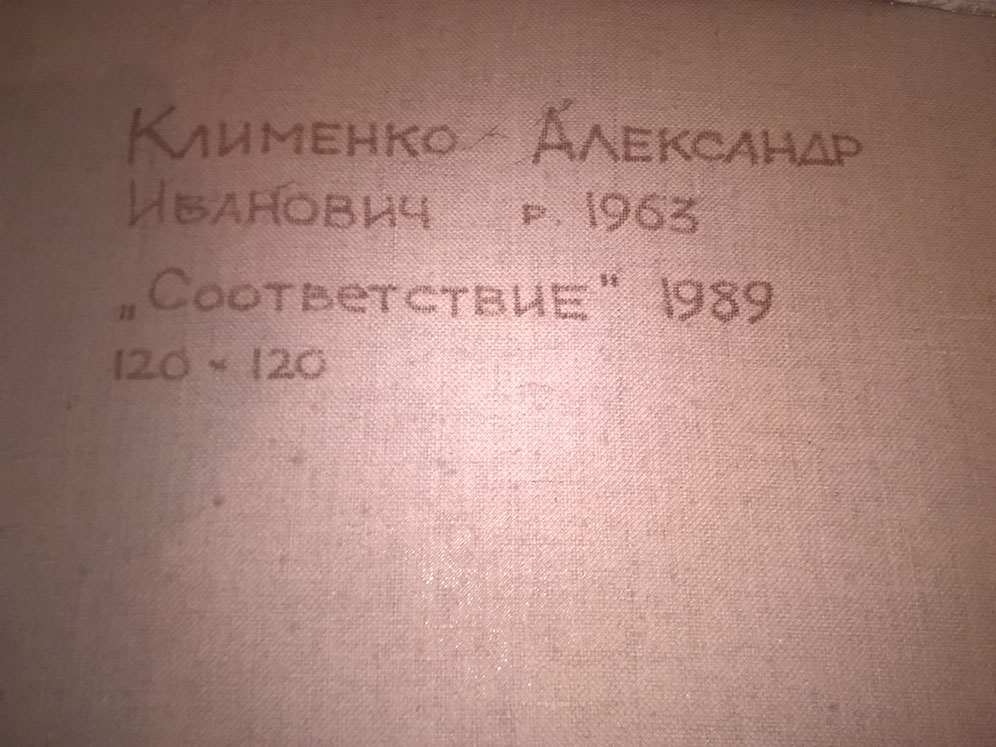 Клименко Александр
Иванович р. 1963
„Соответствие" 1989
120 × 120